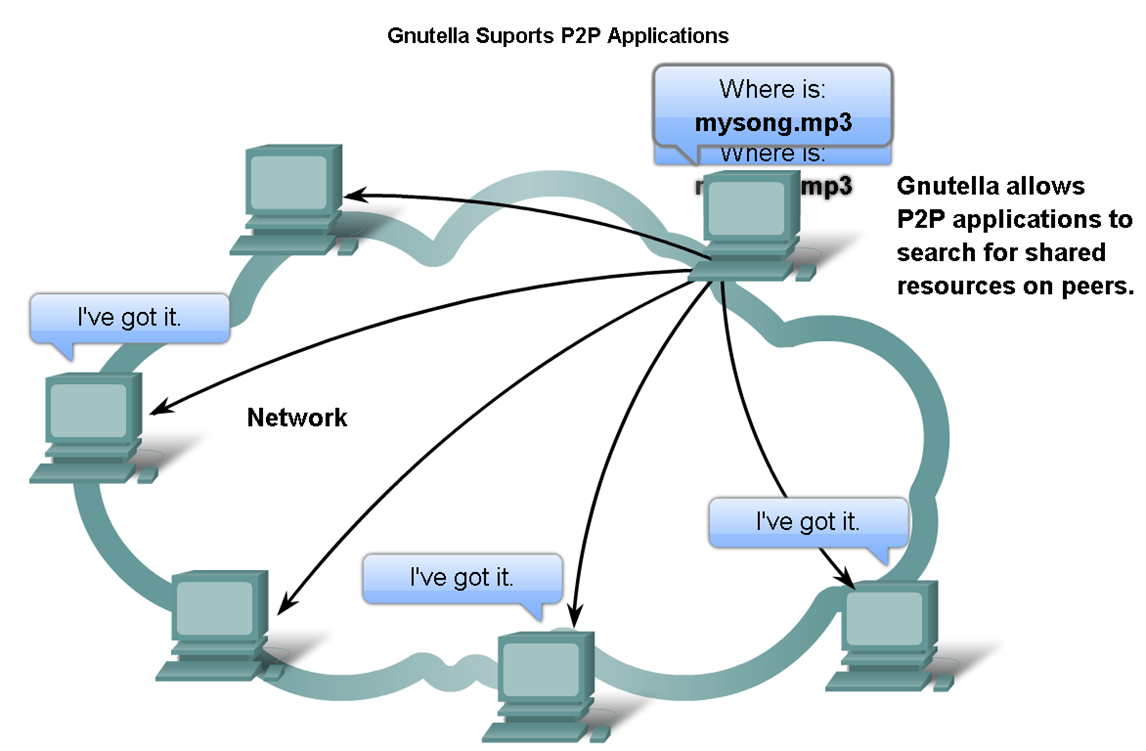 Gnutella Suports P2P Applications
Where is:
mysong.mp3
Where is:
mp3
Gnutella allows
P2P applications to
search for shared
resources on peers.
I've got it.
Network
I've got it.
I've got it.